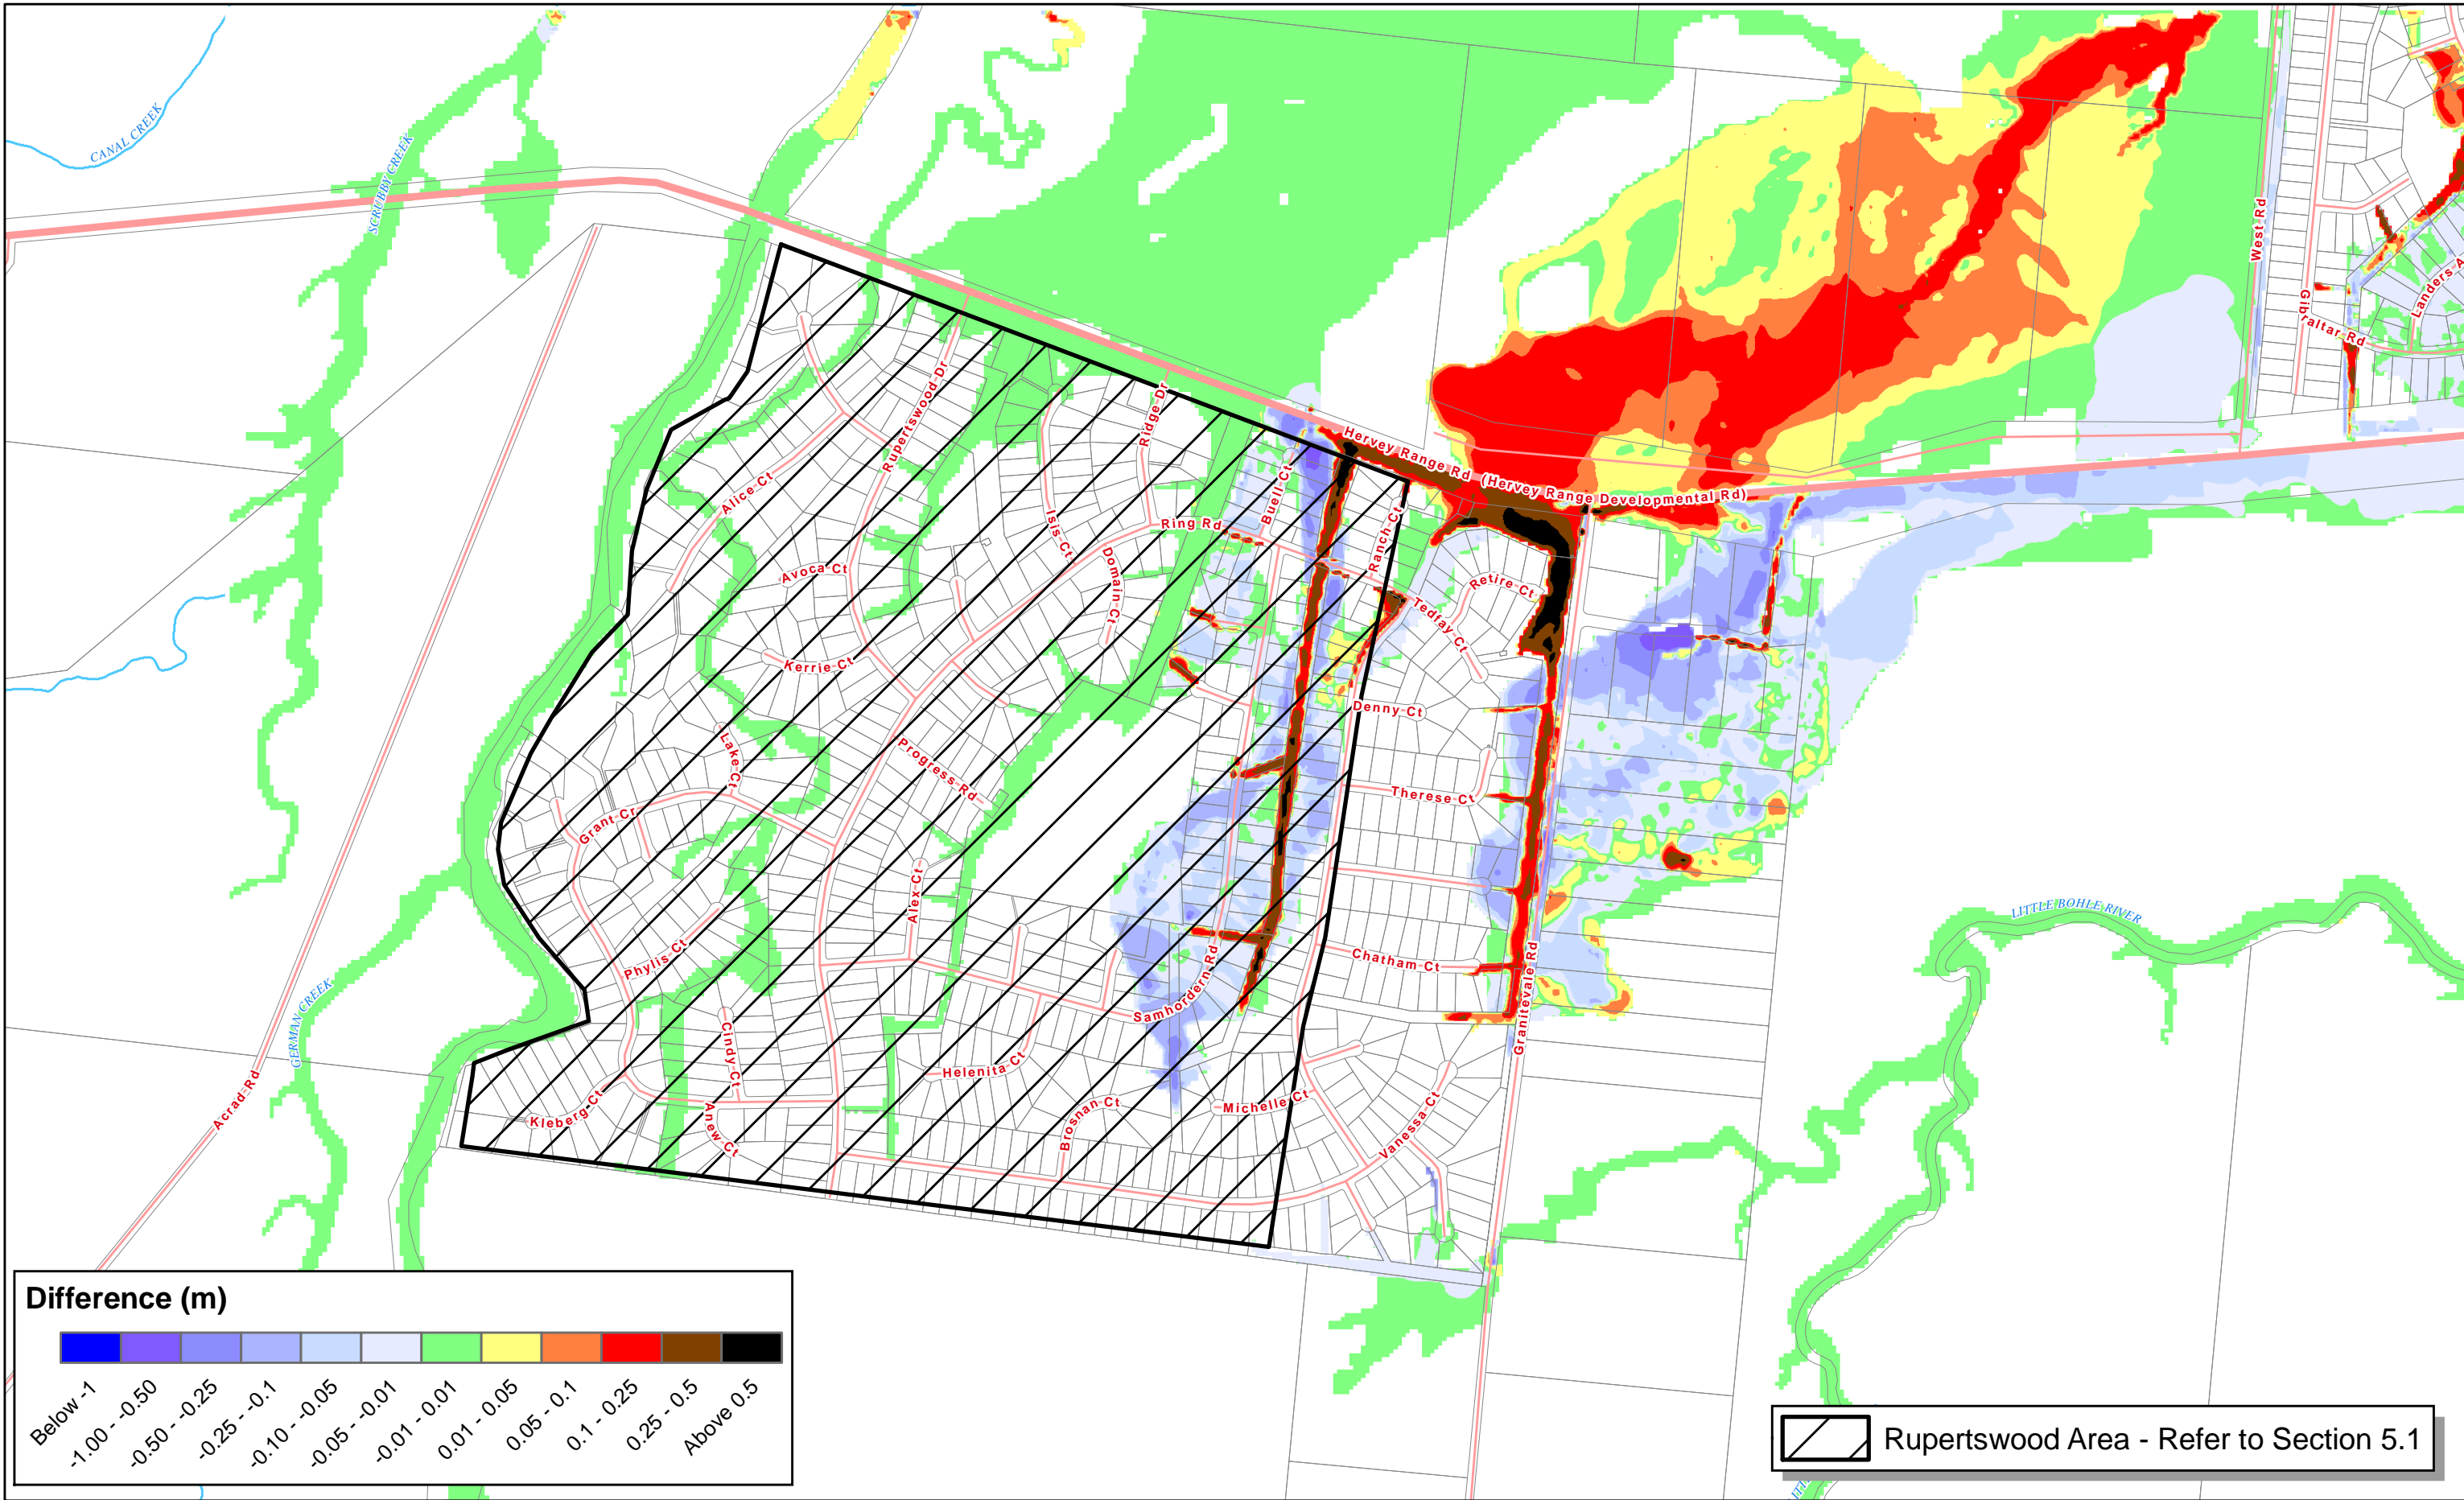 CANAL CREEK
SCRUBBY CREEK
West Rd
Gibraltar Rd
Landers A
Rupertswood Dr
Ridge Dr
Hervey Range Rd (Hervey Range Developmental Rd)
Alice Ct
Isis Ct
Ring Rd
Buell Ct
Ranch Ct
Avoca Ct
Domain Ct
Retire Ct
Tedfay Ct
Kerrie Ct
Denny Ct
Lake Ct
Progress Rd
Therese Ct
Grant Cr
Alex Ct
LITTLE BOHLE RIVER
Phylis Ct
Chatham Ct
Samhordern Rd
Granitevale Rd
GERMAN CREEK
Cindy Ct
Helenita Ct
Acrad Rd
Kleberg Ct
Anew Ct
Brosnan Ct
Michelle Ct
Vanessa Ct
Difference (m)
Below -1
-1.00 - -0.50
-0.50 - -0.25
-0.25 - -0.1
-0.10 - -0.05
-0.05 - -0.01
-0.01 - 0.01
0.01 - 0.05
0.05 - 0.1
0.1 - 0.25
0.25 - 0.5
Above 0.5
Rupertswood Area - Refer to Section 5.1